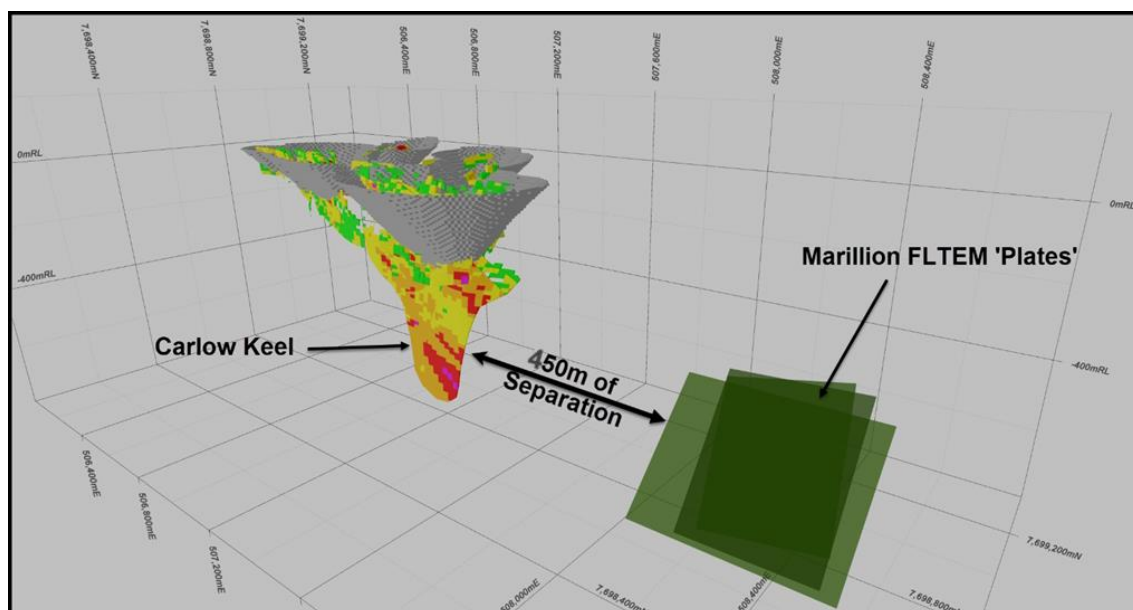 7,698,400mN
7,698,800mN
7,699,200mN
506,400mE
506,800mE
507,200mE
507,600mE
508,000mE
508,400mE
0mRL
0mRL
-400mRL
-400mRL
Marillion FLTEM 'Plates'
Carlow Keel
450m of
Separation
506,400mE
506,800mE
507,200mE
508,000mE
7,698,400mN
508,400mE
7,698,800mN
7,699,200mN